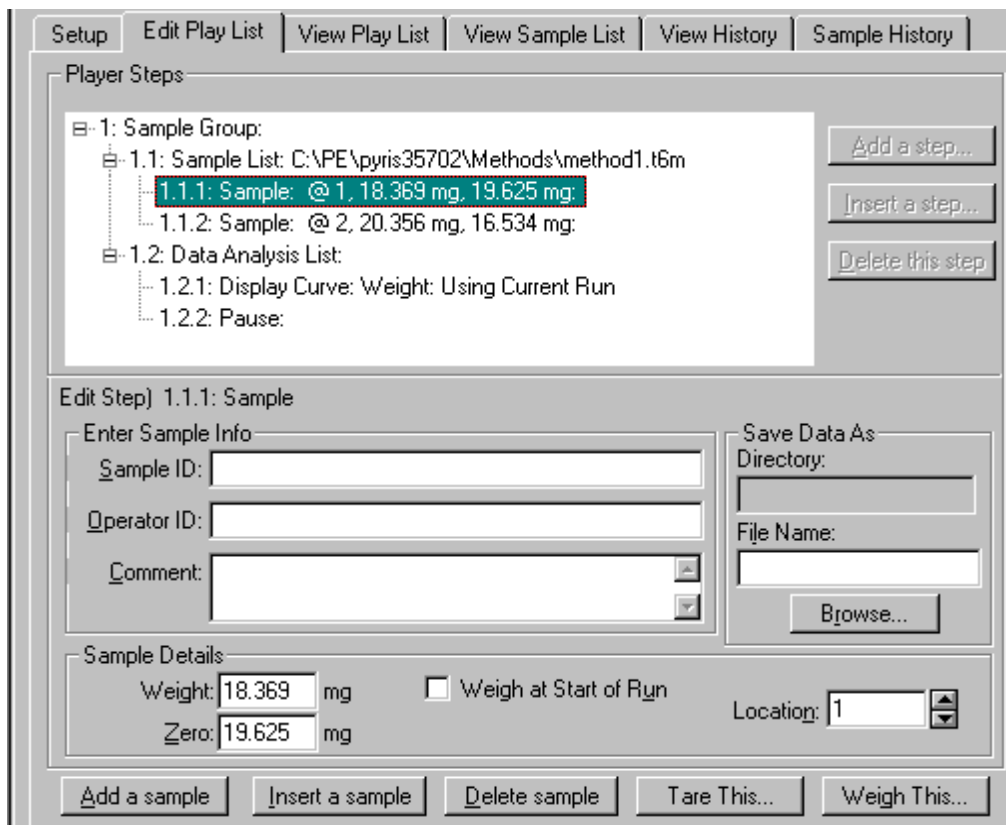 Setup Edit Play List View Play List View Sample List View History Sample History
Player Steps
1: Sample Group:
1.1: Sample List: C:\PE\pyris35702\Methods\method1.t6m
1.1.1: Sample: @ 1, 18.369 mg, 19.625 mg:
1.1.2: Sample: @ 2, 20.356 mg, 16.534 mg:
1.2: Data Analysis List:
1.2.1: Display Curve: Weight: Using Current Run
1.2.2: Pause:
Add a step...
Insert a step...
Delete this step
Edit Step) 1.1.1: Sample
Enter Sample Info
Sample ID:
Operator ID:
Comment:
Save Data As
Directory:
File Name:
Browse...
Sample Details
Weight: 18.369 mg
Zero: 19.625 mg
Weigh at Start of Run
Location: 1
Add a sample Insert a sample Delete sample Tare This... Weigh This...